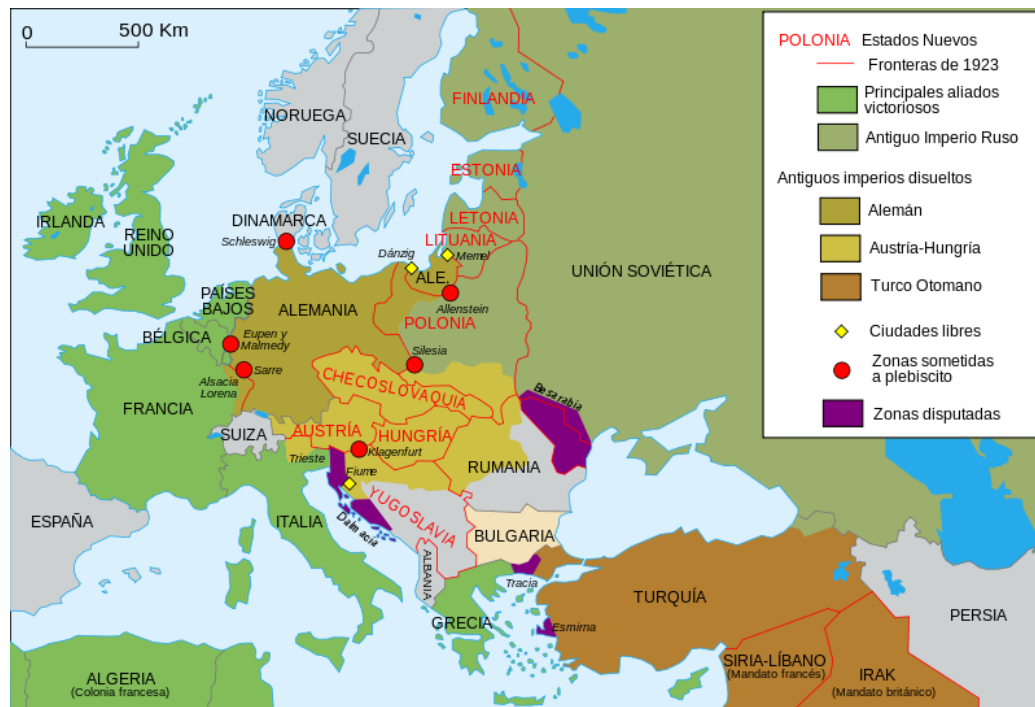 0 500 Km
NORUEGA
SUECIA
FINLANDIA
ESTONIA
LETONIA
LITUANIA
Memel
IRLANDA
REINO
UNIDO
DINAMARCA
Schleswig
Dánzig
ALE.
Allenstein
UNIÓN SOVIÉTICA
PAÍSES
BAJOS
ALEMANIA
POLONIA
BÉLGICA
Eupen y
Malmedy
Silesia
Sarre
Alsacia
Lorena
CHECOSLOVAQUIA
Besarabia
FRANCIA
SUIZA
AUSTRÍA
HUNGRÍA
Klagenfurt
Trieste
Fiume
RUMANIA
ESPAÑA
ITALIA
Dalmacia
YUGOSLAVIA
BULGARIA
ALBANIA
Tracia
GRECIA
Esmirna
TURQUÍA
PERSIA
ALGERIA
(Colonia francesa)
SIRIA-LÍBANO
(Mandato francés)
IRAK
(Mandato británico)
POLONIA Estados Nuevos
Fronteras de 1923
Principales aliados
victoriosos
Antiguo Imperio Ruso
Antiguos imperios disueltos
Alemán
Austría-Hungría
Turco Otomano
Ciudades libres
Zonas sometidas
a plebiscito
Zonas disputadas